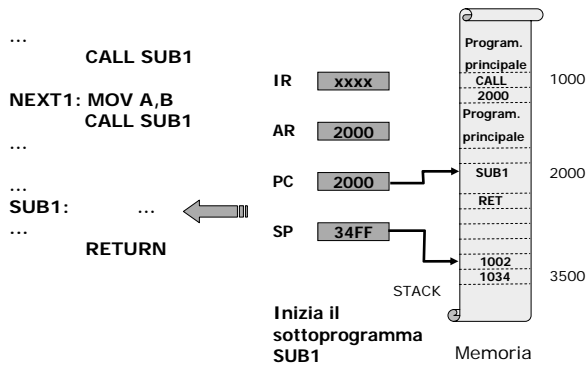 ...
CALL SUB1
NEXT1: MOV A,B
CALL SUB1
...
...
SUB1: ...
...
RETURN
IR xxxx
AR 2000
PC 2000
SP 34FF
STACK
Inizia il
sottoprogramma
SUB1
Program.
principale
CALL 1000
2000
Program.
principale
SUB1 2000
RET
1002
1034 3500
Memoria